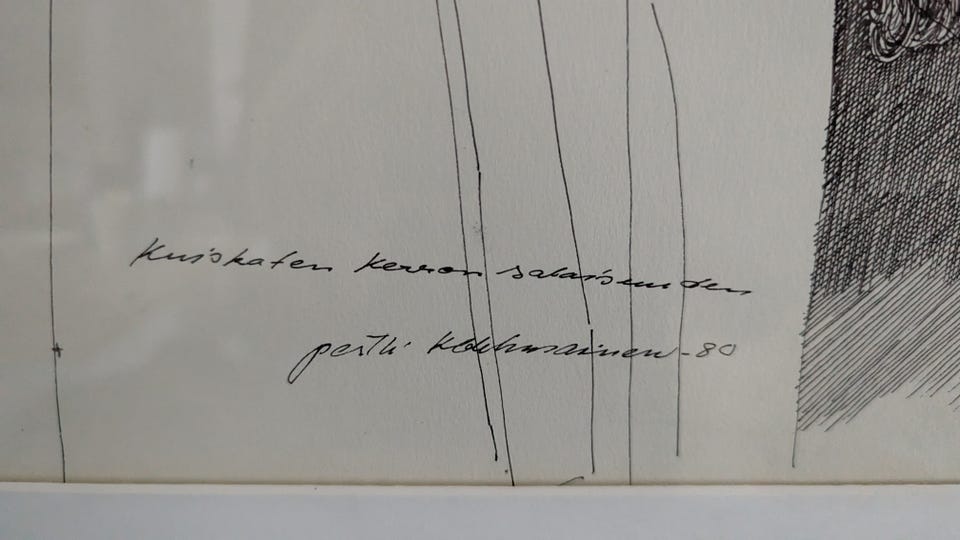 Kuiskaten kerron salaisuuden
pertti -80